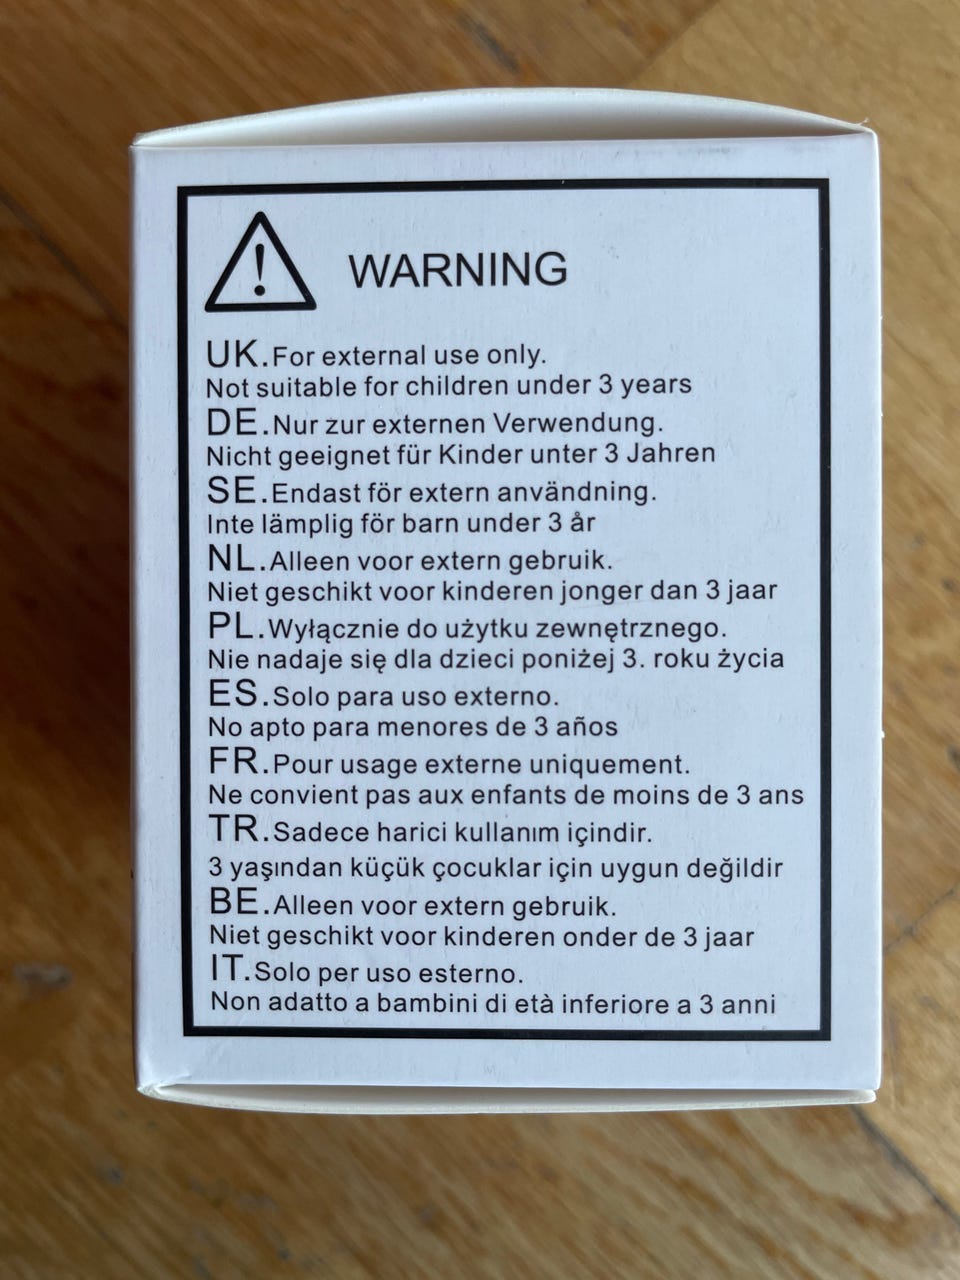 WARNING
UK.For external use only.
Not suitable for children under 3 years
DE.Nur zur externen Verwendung.
Nicht geeignet für Kinder unter 3 Jahren
SE.Endast för extern användning.
Inte lämplig för barn under 3 år
NL.Alleen voor extern gebruik.
Niet geschikt voor kinderen jonger dan 3 jaar
PL.Wyłącznie do użytku zewnętrznego.
Nie nadaje się dla dzieci poniżej 3. roku życia
ES.Solo para uso externo.
No apto para menores de 3 años
FR.Pour usage externe uniquement.
Ne convient pas aux enfants de moins de 3 ans
TR.Sadece harici kullanım içindir.
3 yaşından küçük çocuklar için uygun değildir
BE.Alleen voor extern gebruik.
Niet geschikt voor kinderen onder de 3 jaar
IT.Solo per uso esterno.
Non adatto a bambini di età inferiore a 3 anni